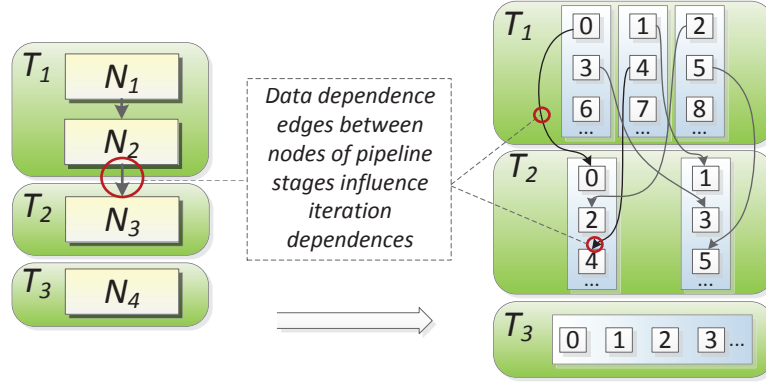 T1
N1
N2
T2
N3
T3
N4
Data dependence
edges between
nodes of pipeline
stages influence
iteration
dependences
T1
0 1 2
3 4 5
6 7 8
... ... ...
T2
0 1
2 3
4 5
... ...
T3
0 1 2 3 ...